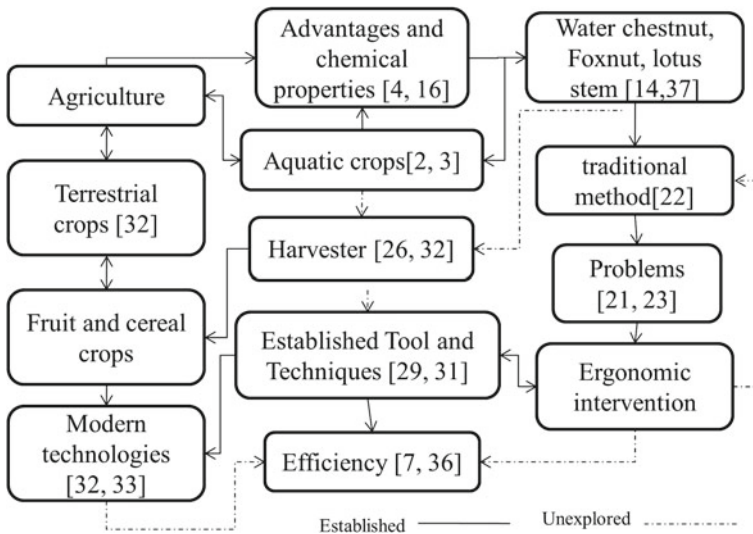 Agriculture
Terrestrial
crops [32]
Fruit and cereal
crops
Modern
technologies
[32, 33]
Advantages and
chemical
properties [4, 16]
Aquatic crops[2, 3]
Harvester [26, 32]
Established Tool and
Techniques [29, 31]
Efficiency [7, 36]
Water chestnut,
Foxnut, lotus
stem [14,37]
traditional
method[22]
Problems
[21, 23]
Ergonomic
intervention
Established
Unexplored